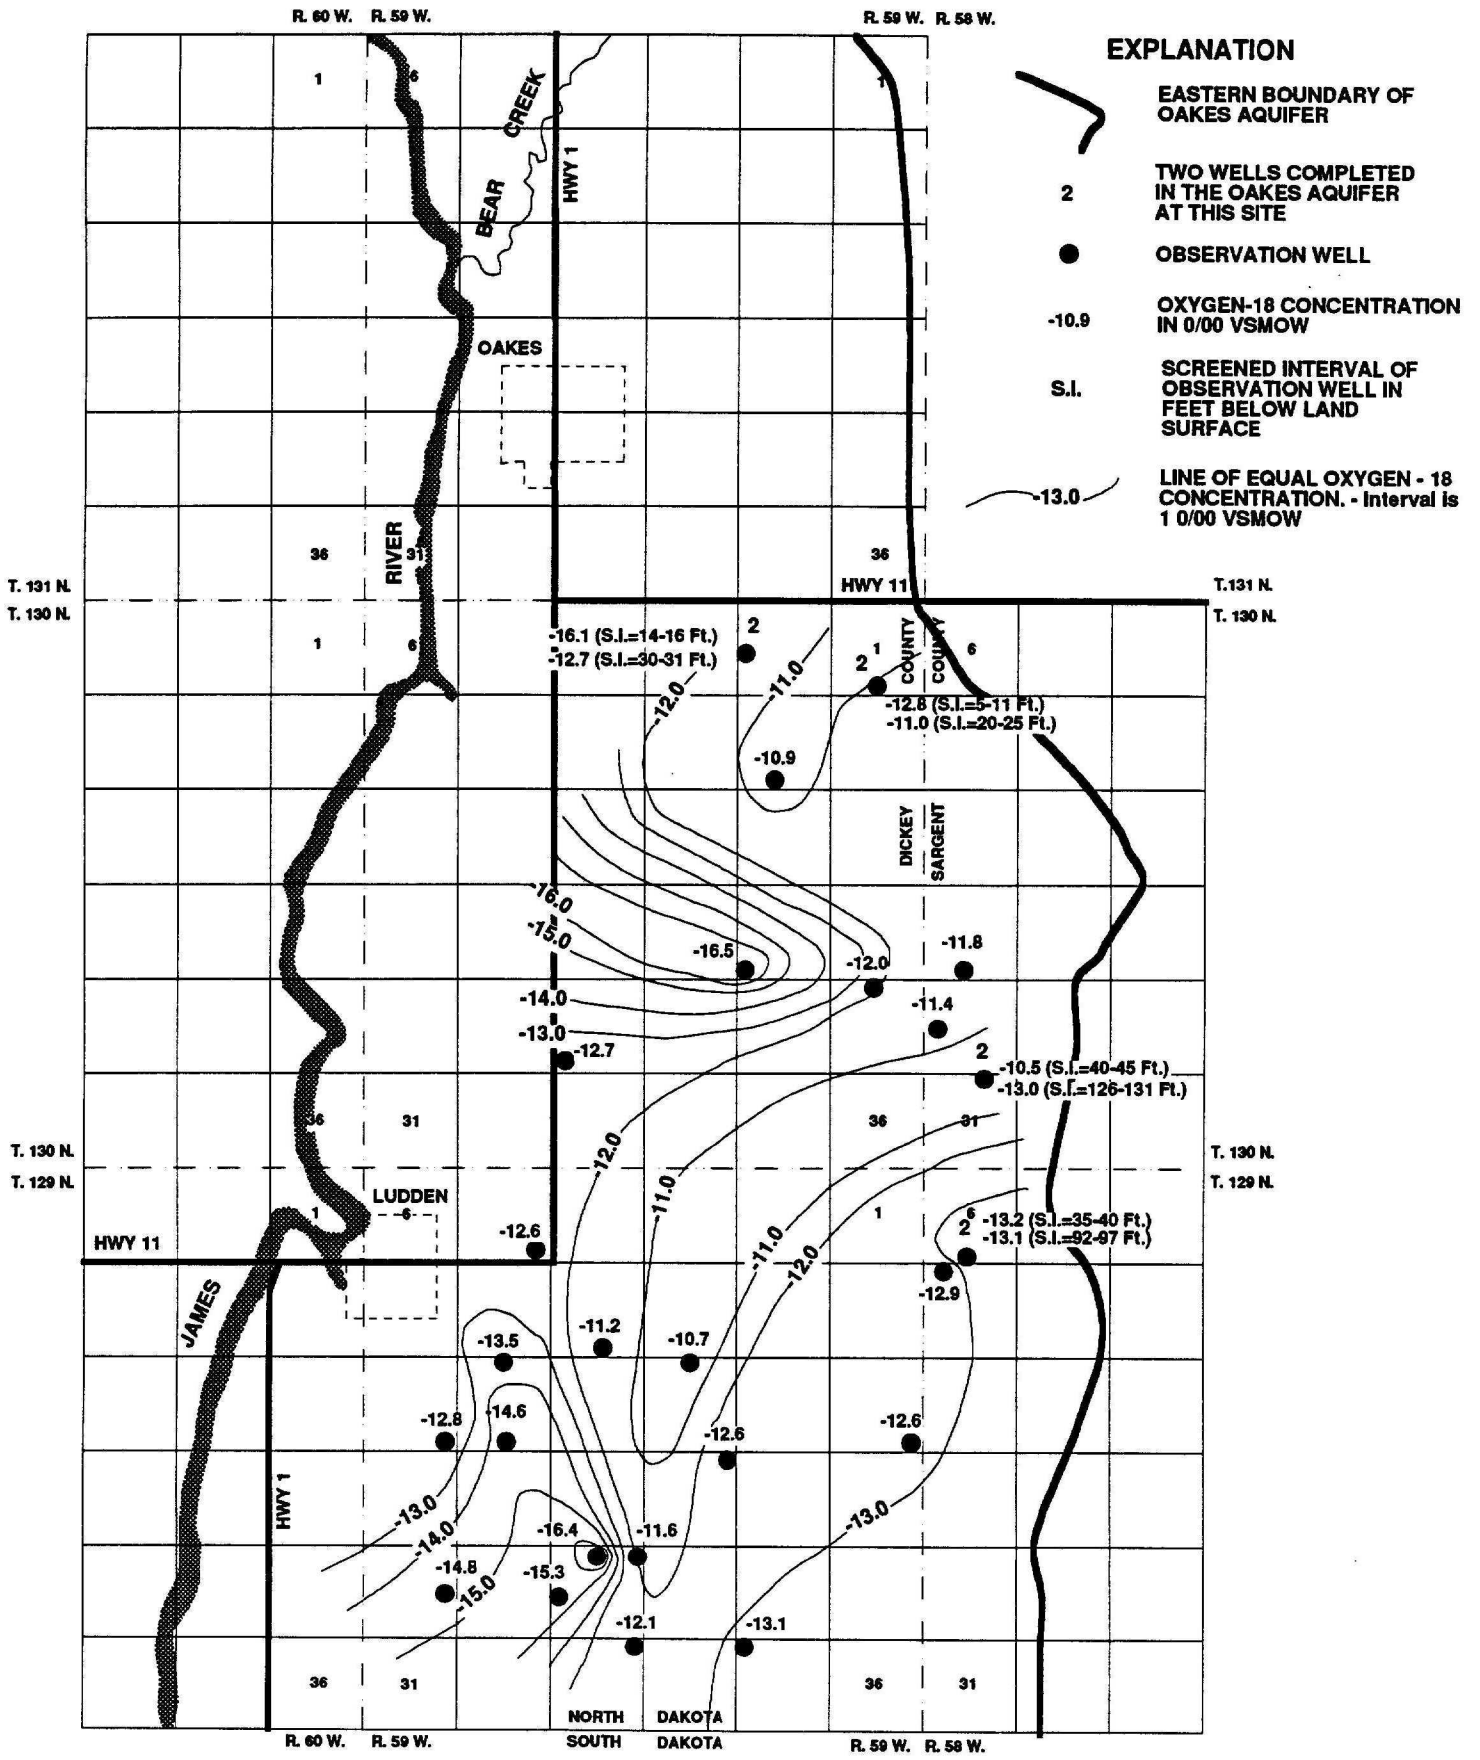 R. 60 W. R. 59 W.
R. 59 W. R. 58 W.
EXPLANATION
EASTERN BOUNDARY OF
OAKES AQUIFER
2
TWO WELLS COMPLETED
IN THE OAKES AQUIFER
AT THIS SITE
OBSERVATION WELL
-10.9
OXYGEN-18 CONCENTRATION
IN 0/00 VSMOW
S.I.
SCREENED INTERVAL OF
OBSERVATION WELL IN
FEET BELOW LAND
SURFACE
-13.0
LINE OF EQUAL OXYGEN - 18
CONCENTRATION. - Interval is
1 0/00 VSMOW
1
6
1
BEAR CREEK
HWY 1
OAKES
RIVER
36
31
36
T. 131 N.
HWY 11
T.131 N.
T. 130 N.
T. 130 N.
1
6
-16.1 (S.I.=14-16 Ft.)
-12.7 (S.I.=30-31 Ft.)
2
1
2
COUNTY
COUNTY
6
-12.8 (S.I.=5-11 Ft.)
-11.0 (S.I.=20-25 Ft.)
-12.0
-11.0
-10.9
DICKEY
SARGENT
-16.0
-15.0
-16.5
-12.0
-11.8
-14.0
-11.4
-13.0
-12.7
2
-10.5 (S.I.=40-45 Ft.)
-13.0 (S.I.=126-131 Ft.)
36
31
36
31
T. 130 N.
T. 130 N.
T. 129 N.
T. 129 N.
-12.0
-11.0
LUDDEN
1
6
1
6
2
-13.2 (S.I.=35-40 Ft.)
-13.1 (S.I.=92-97 Ft.)
HWY 11
-12.6
-11.0
-12.0
-12.9
JAMES
-13.5
-11.2
-10.7
-12.8
-14.6
-12.6
-12.6
HWY 1
-13.0
-14.0
-13.0
-16.4
-11.6
-14.8
-15.0
-15.3
-12.1
-13.1
36
31
36
31
NORTH DAKOTA
SOUTH DAKOTA
R. 60 W. R. 59 W.
R. 59 W. R. 58 W.